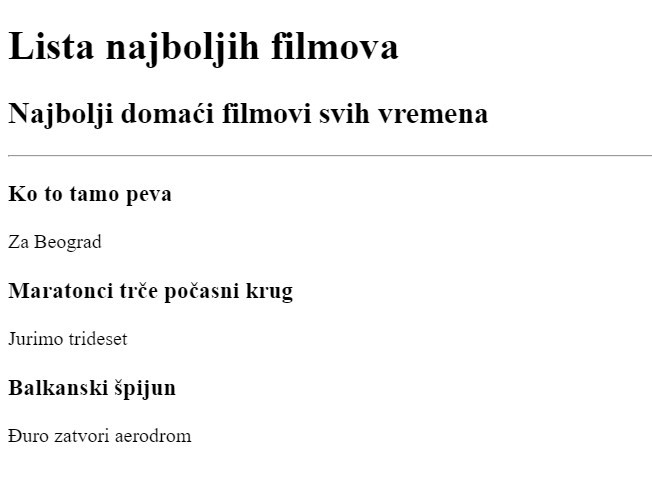 Lista najboljih filmova
Najbolji domaći filmovi svih vremena
Ko to tamo peva
Za Beograd
Maratonci trče počasni krug
Jurimo trideset
Balkanski špijun
Đuro zatvori aerodrom